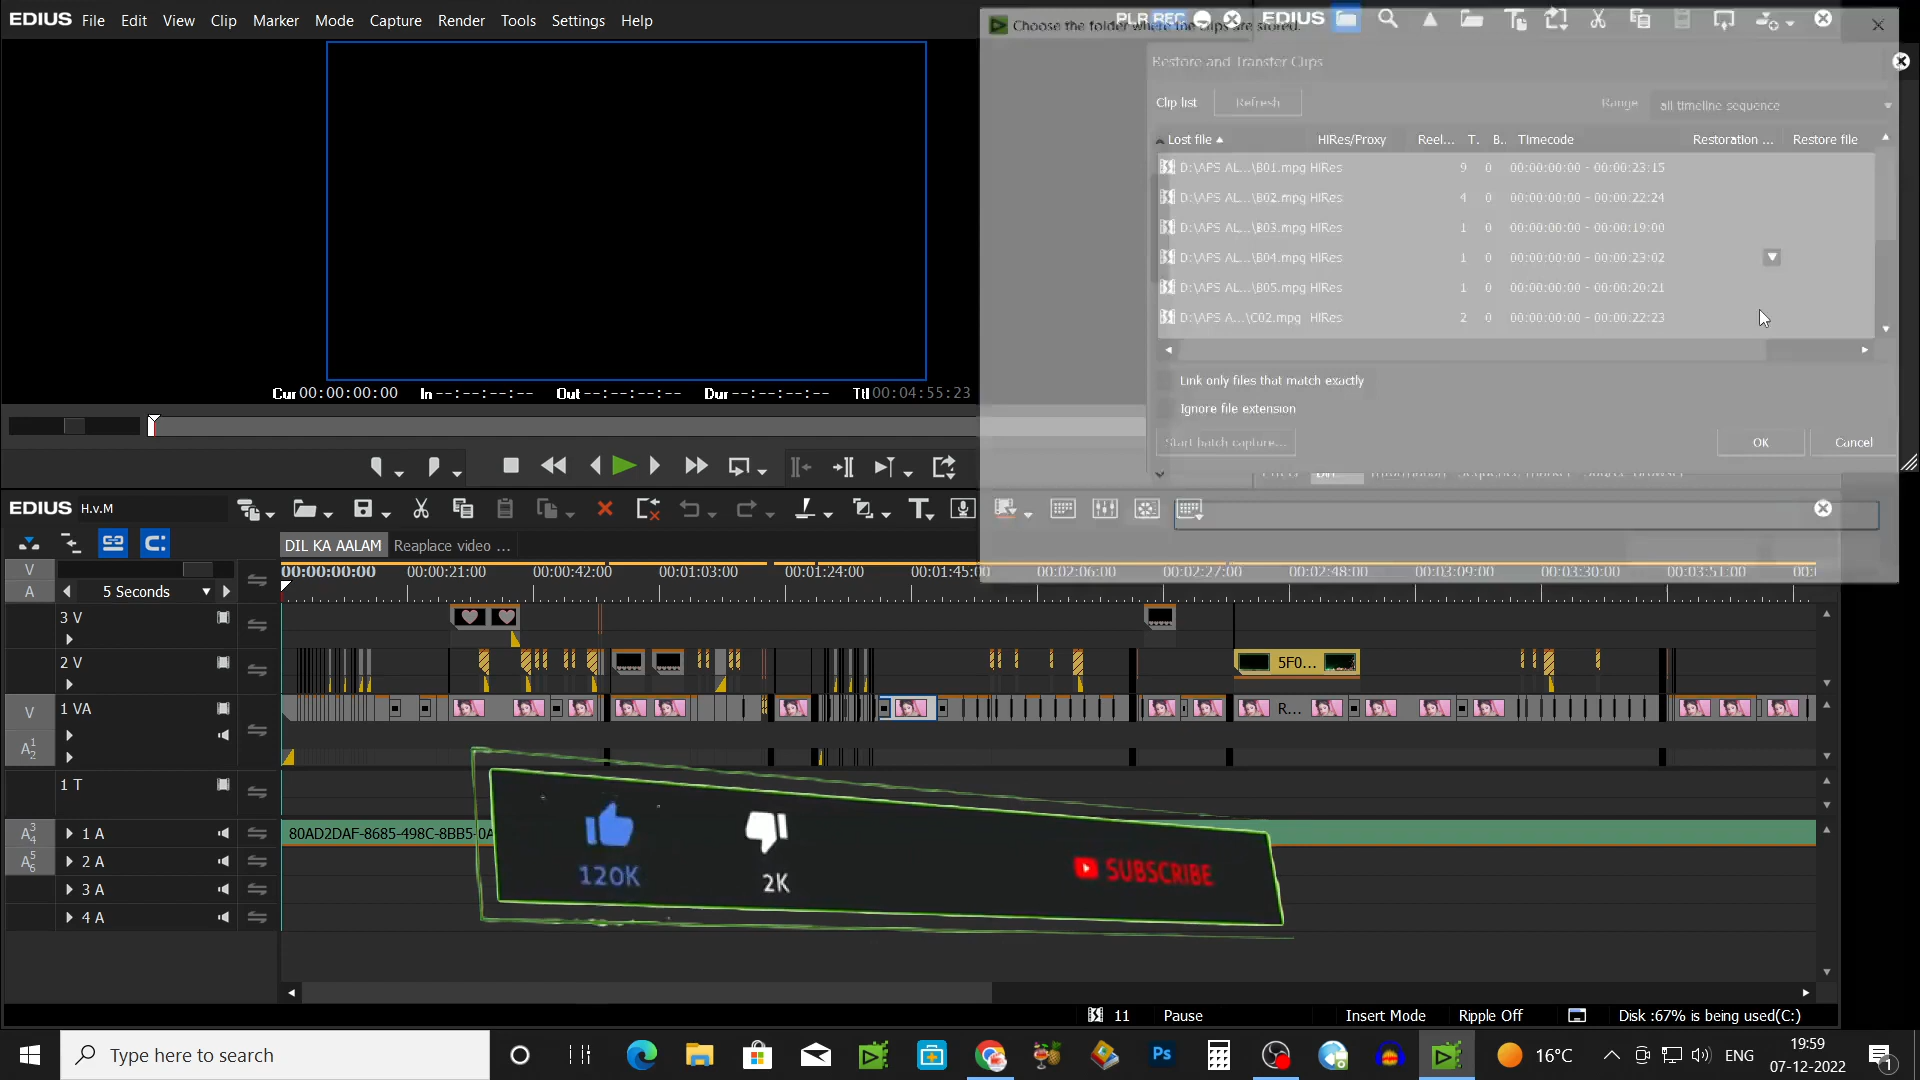 EDIUS File Edit View Clip Marker Mode Capture Render Tools Settings Help
PLR REC EDIUS
Choose the folder where the clips are stored.
Restore and Transfer Clips
Clip list Refresh Range all timeline sequence
Lost file HiRes/Proxy Reel... T. B.. Timecode Restoration ... Restore file
D:\APS AL...\B01.mpg HiRes 9 0 00:00:00:00 - 00:00:23:15
D:\APS AL...\B02.mpg HiRes 4 0 00:00:00:00 - 00:00:22:24
D:\APS AL...\B03.mpg HiRes 1 0 00:00:00:00 - 00:00:19:00
D:\APS AL...\B04.mpg HiRes 1 0 00:00:00:00 - 00:00:23:02
D:\APS AL...\B05.mpg HiRes 1 0 00:00:00:00 - 00:00:20:21
D:\APS A...\C02.mpg HiRes 2 0 00:00:00:00 - 00:00:22:23
Link only files that match exactly
Ignore file extension
Start batch capture... OK Cancel
Cur 00:00:00:00 In --:--:--:-- Out --:--:--:-- Dur --:--:--:-- Ttl 00:04:55:23
EDIUS H.v.M
DIL KA AALAM Reaplace video ...
V 00:00:00:00 00:00:21:00 00:00:42:00 00:01:03:00 00:01:24:00 00:01:45:00 00:02:06:00 00:02:27:00 00:02:48:00 00:03:09:00 00:03:30:00 00:03:51:00
A 5 Seconds
3 V
2 V 5F0...
V 1 VA R...
A 1 2
1 T
A 3 4 1 A 80AD2DAF-8685-498C-8BB5-0A
A 5 6 2 A
3 A
4 A
120K 2K SUBSCRIBE
11 Pause Insert Mode Ripple Off Disk :67% is being used(C:)
Type here to search Ps 16°C ENG 19:59
07-12-2022 1